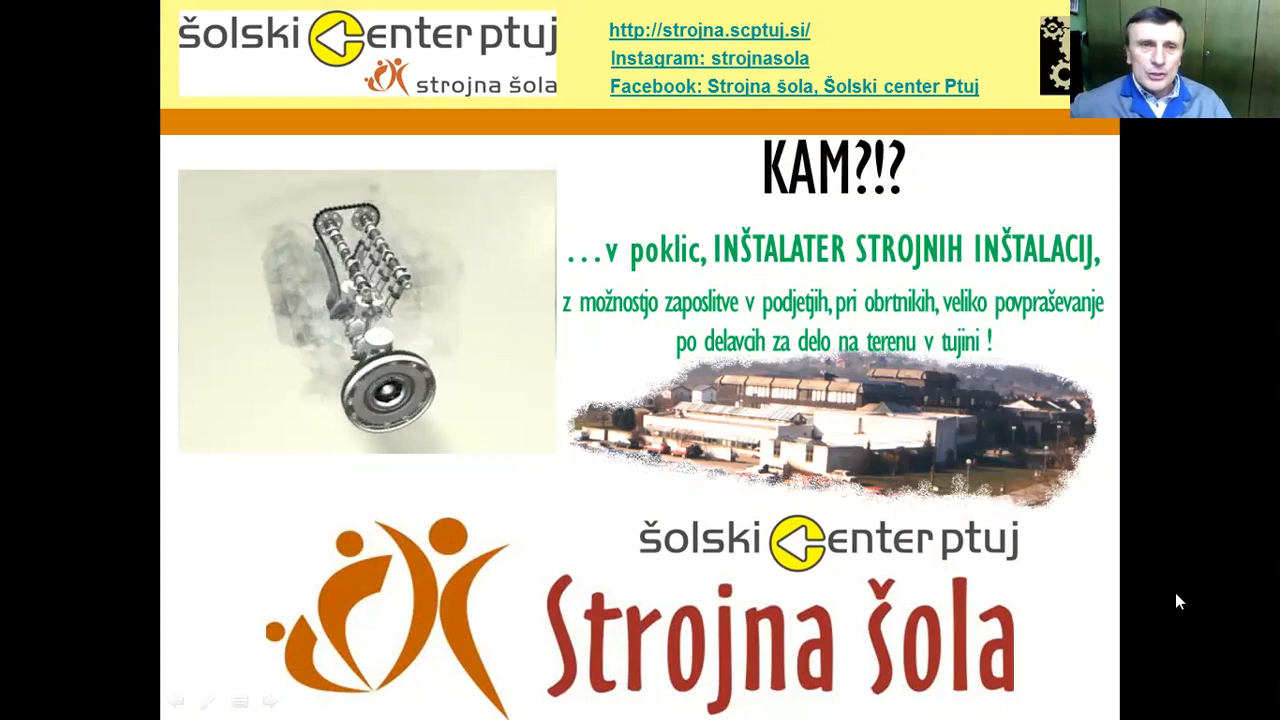 šolski center ptuj
strojna šola
http://strojna.scptuj.si/
Instagram: strojnasola
Facebook: Strojna šola, Šolski center Ptuj
KAM?!?
...v poklic, INŠTALATER STROJNIH INŠTALACIJ,
z možnostjo zaposlitve v podjetjih, pri obrtnikih, veliko povpraševanje
po delavcih za delo na terenu v tujini !
šolski center ptuj
Strojna šola